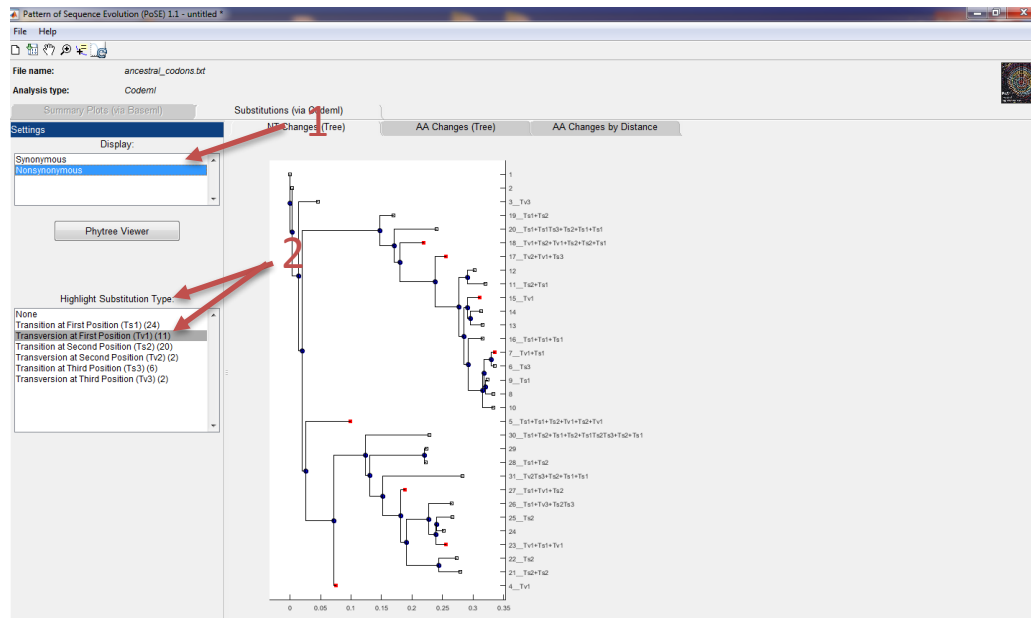 Pattern of Sequence Evolution (PoSE) 1.1 - untitled *
File Help
File name: ancestral_codons.txt
Analysis type: Codeml
Summary Plots (via Baseml) Substitutions (via Codeml)
Settings
NT Changes (Tree) AA Changes (Tree) AA Changes by Distance
1
Display:
Synonymous
Nonsynonymous
Phytree Viewer
2
Highlight Substitution Type:
None
Transition at First Position (Ts1) (24)
Transversion at First Position (Tv1) (11)
Transition at Second Position (Ts2) (20)
Transversion at Second Position (Tv2) (2)
Transition at Third Position (Ts3) (6)
Transversion at Third Position (Tv3) (2)
1
2
3__Tv3
19__Ts1+Ts2
20__Ts1+Ts1Ts3+Ts2+Ts1+Ts1
18__Tv1+Ts2+Tv1+Ts2+Ts2+Ts1
17__Tv2+Tv1+Ts3
12
11__Ts2+Ts1
15__Tv1
14
13
16__Ts1+Ts1+Ts1
7__Tv1+Ts1
6__Ts3
9__Ts1
8
10
5__Ts1+Ts1+Ts2+Tv1+Ts2+Tv1
30__Ts1+Ts2+Ts1+Ts2+Ts1Ts2Ts3+Ts2+Ts1
29
28__Ts1+Ts2
31__Tv2Ts3+Ts2+Ts1+Ts1
27__Ts1+Tv1+Ts2
26__Ts1+Tv3+Ts2Ts3
25__Ts2
24
23__Tv1+Ts1+Tv1
22__Ts2
21__Ts2+Ts2
4__Tv1
0 0.05 0.1 0.15 0.2 0.25 0.3 0.35